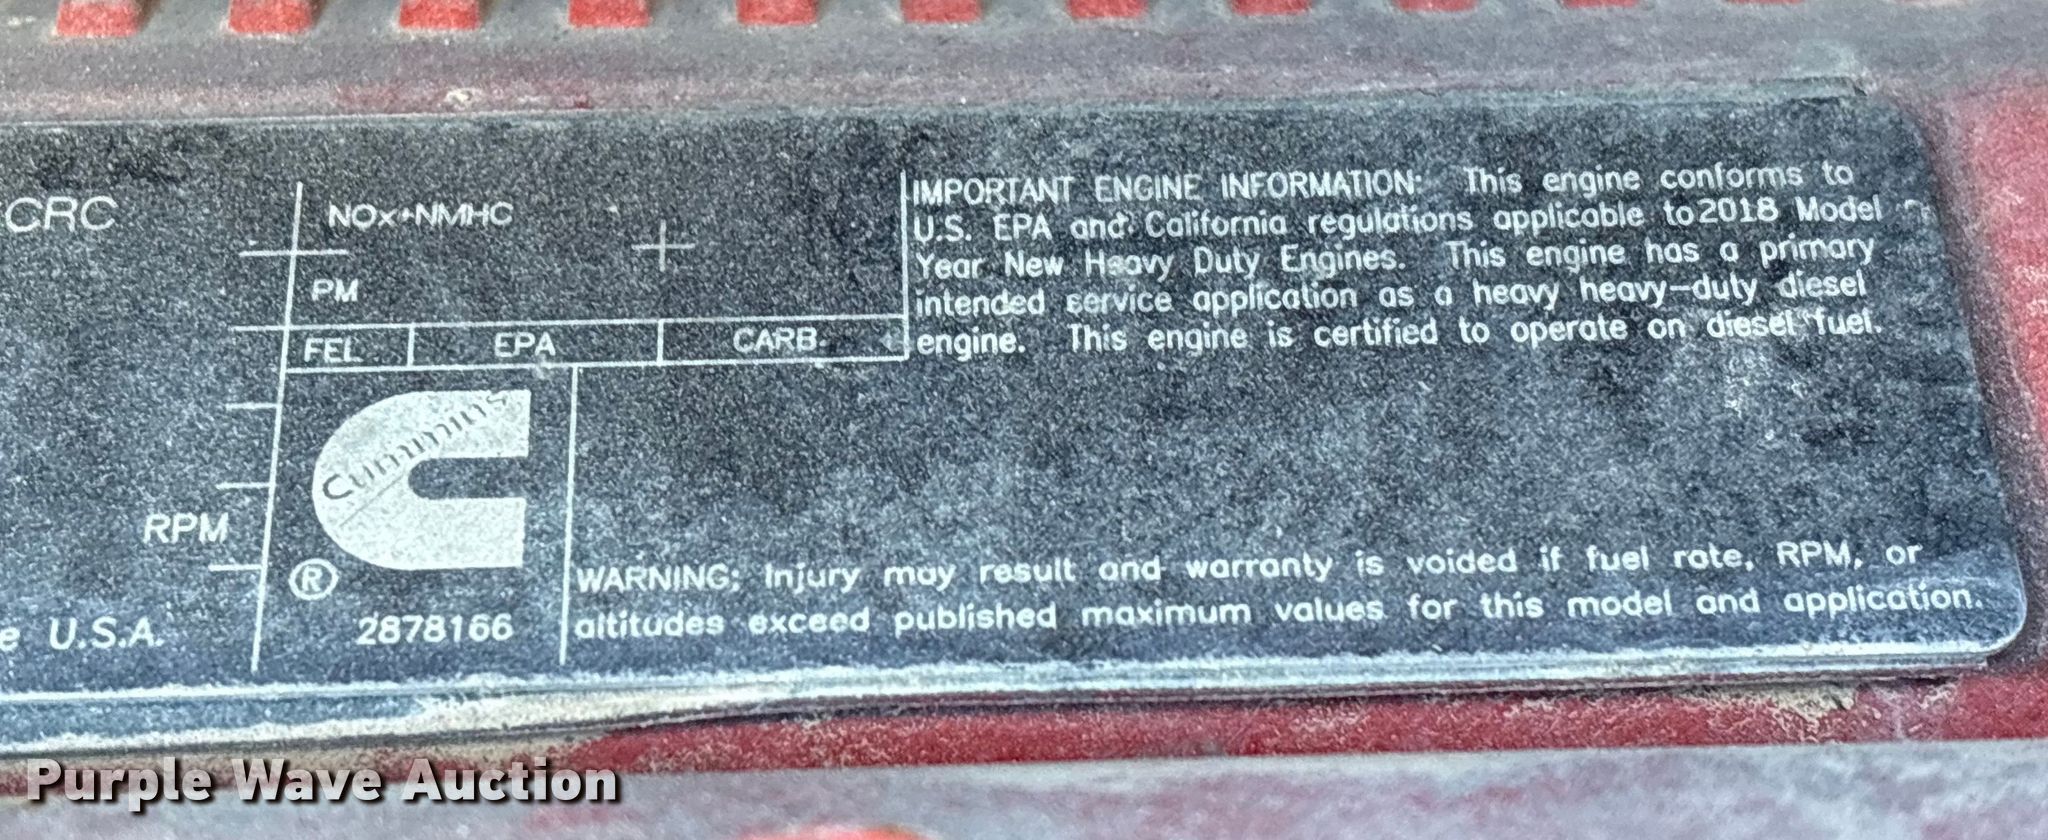 CRC
NOx+NMHC
PM
FEL EPA CARB
IMPORTANT ENGINE INFORMATION: This engine conforms to
U.S. EPA and California regulations applicable to 2018 Model
Year New Heavy Duty Engines. This engine has a primary
intended service application as a heavy heavy-duty diesel
engine. This engine is certified to operate on diesel fuel.
Cummins
RPM
®
e U.S.A.
2878166
WARNING: Injury may result and warranty is voided if fuel rate, RPM, or
altitudes exceed published maximum values for this model and application.
Purple Wave Auction